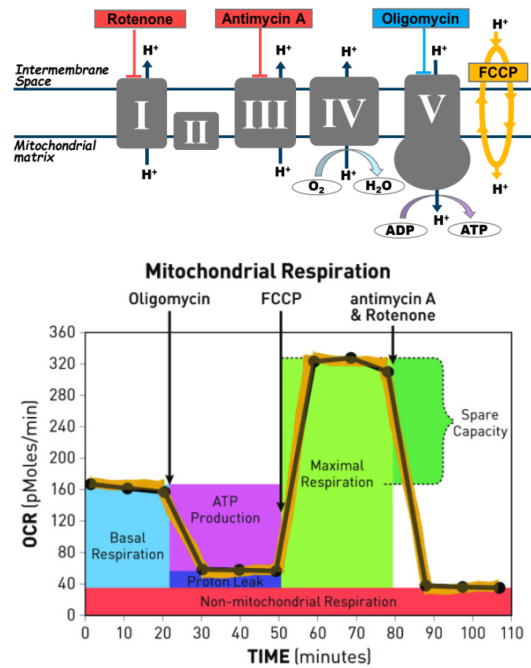 Rotenone
Antimycin A
Oligomycin
H⁺ H⁺ H⁺ H⁺ H⁺
FCCP
Intermembrane
Space
I II III IV V
Mitochondrial
matrix
H⁺ H⁺ H⁺ H⁺
O₂ H₂O
H⁺
ADP ATP
Mitochondrial Respiration
Oligomycin FCCP antimycin A
& Rotenone
360
320
280
240
200
160
120
80
40
0
OCR (pMoles/min)
Basal
Respiration
ATP
Production
Proton Leak
Maximal
Respiration
Spare
Capacity
Non-mitochondrial Respiration
0 10 20 30 40 50 60 70 80 90 100 110
TIME (minutes)